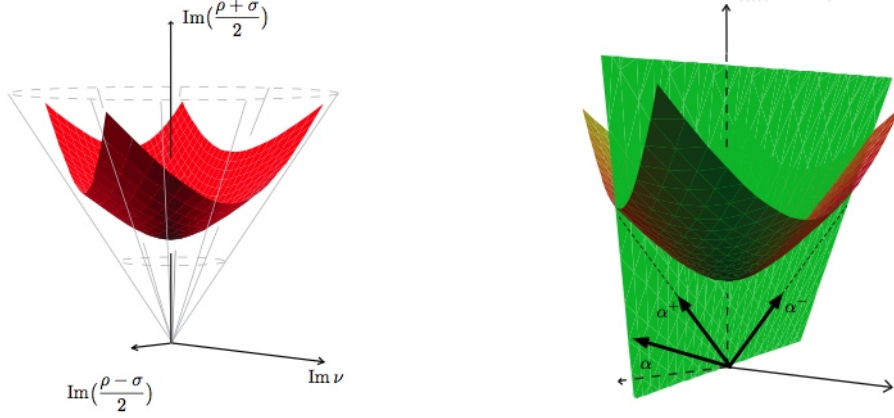 Im(ρ + σ / 2)
Im(ρ − σ / 2)
Im ν
α⁺
α⁻
α